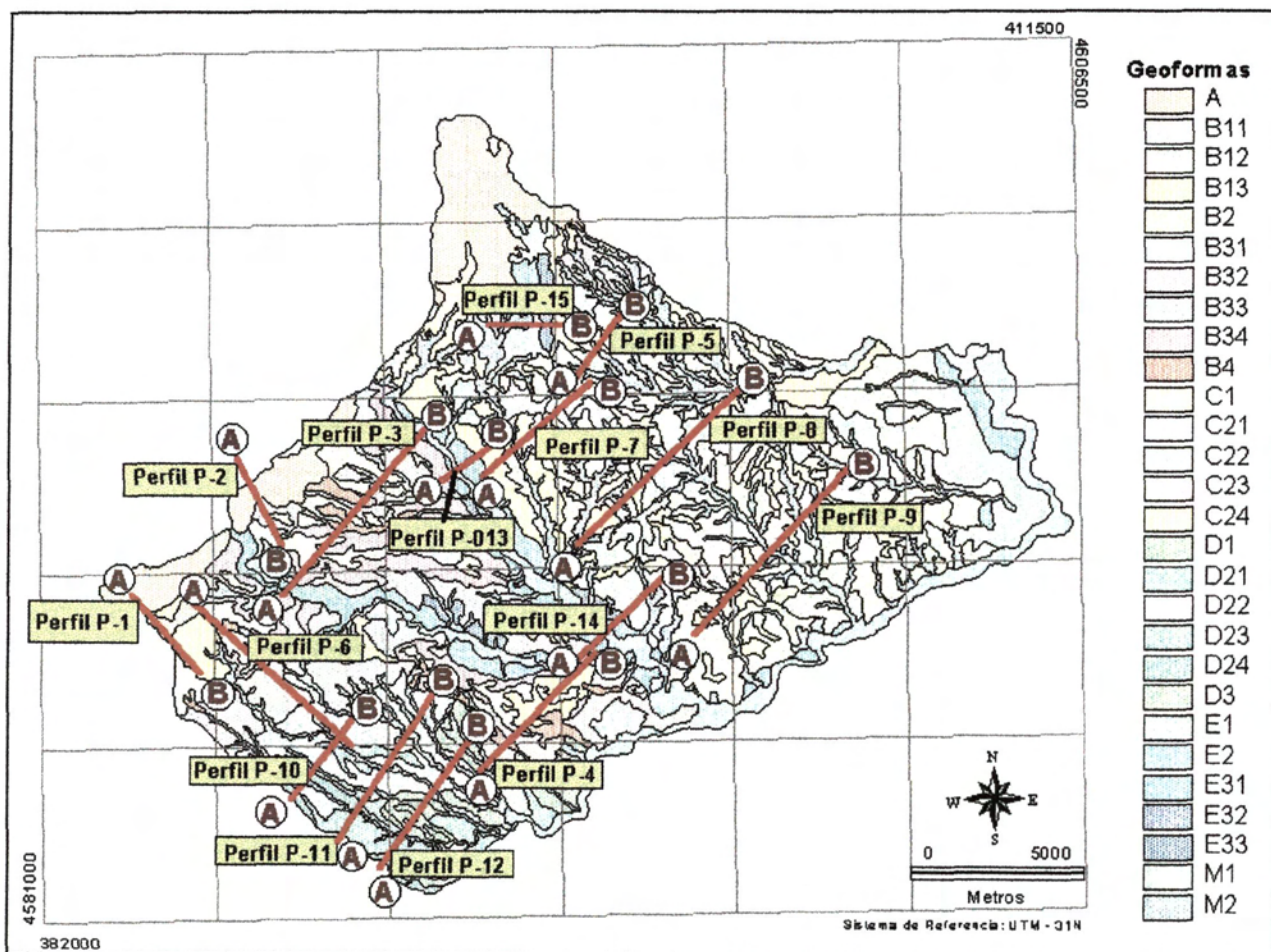 411500
4606500
Geoformas
A
B11
B12
B13
B2
B31
B32
B33
B34
B4
C1
C21
C22
C23
C24
D1
D21
D22
D23
D24
D3
E1
E2
E31
E32
E33
M1
M2
Perfil P-15
B
A
B
Perfil P-5
A
B
B
B
Perfil P-3
B
Perfil P-8
A
Perfil P-7
Perfil P-2
B
A
A
Perfil P-9
Perfil P-013
B
A
A
B
A
A
Perfil P-1
Perfil P-14
Perfil P-6
A
B
A
B
B
B
B
Perfil P-10
Perfil P-4
A
A
Perfil P-11
A
Perfil P-12
A
N
W
E
S
0 5000
Metros
Sistema de Referencia: UTM - 31N
4581000
382000